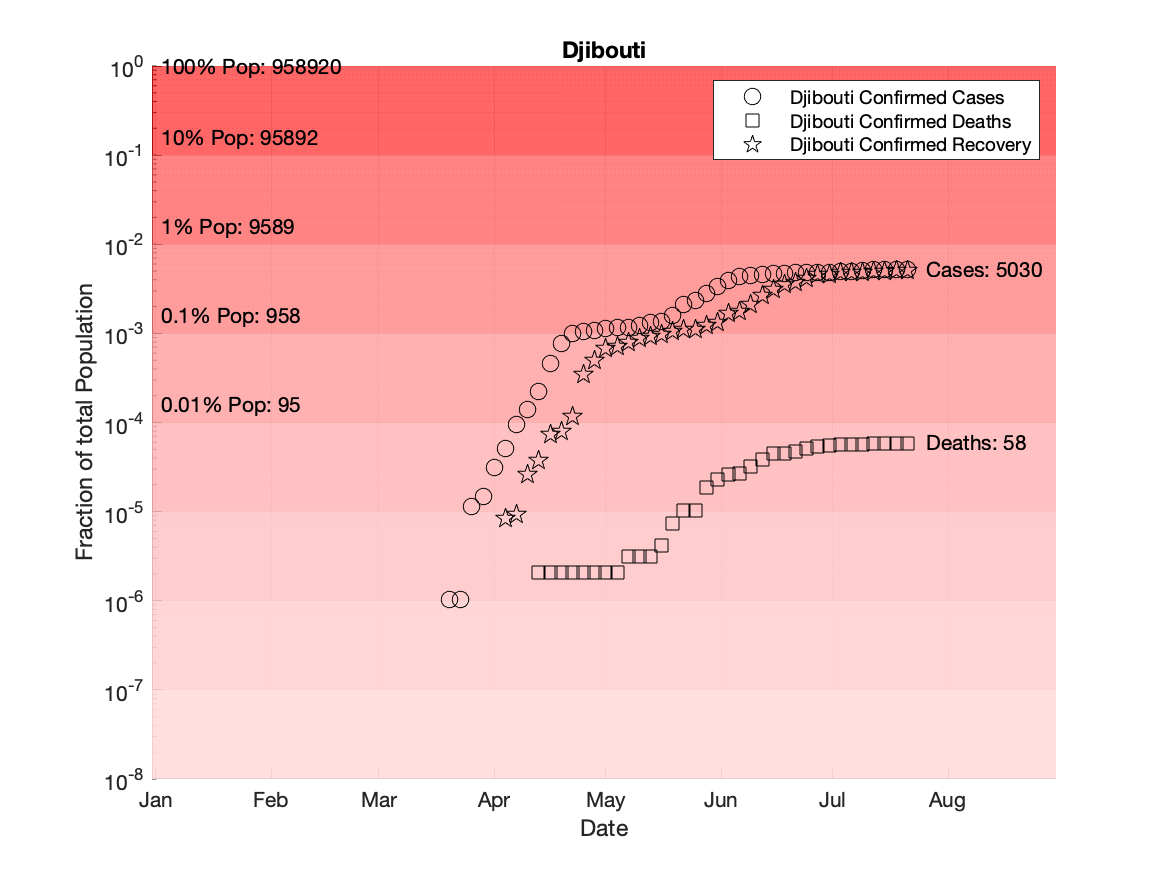 Djibouti
10^0
100% Pop: 958920
Djibouti Confirmed Cases
Djibouti Confirmed Deaths
Djibouti Confirmed Recovery
10% Pop: 95892
10^-1
1% Pop: 9589
10^-2
Cases: 5030
0.1% Pop: 958
10^-3
0.01% Pop: 95
10^-4
Deaths: 58
10^-5
10^-6
10^-7
10^-8
Fraction of total Population
Jan Feb Mar Apr May Jun Jul Aug
Date